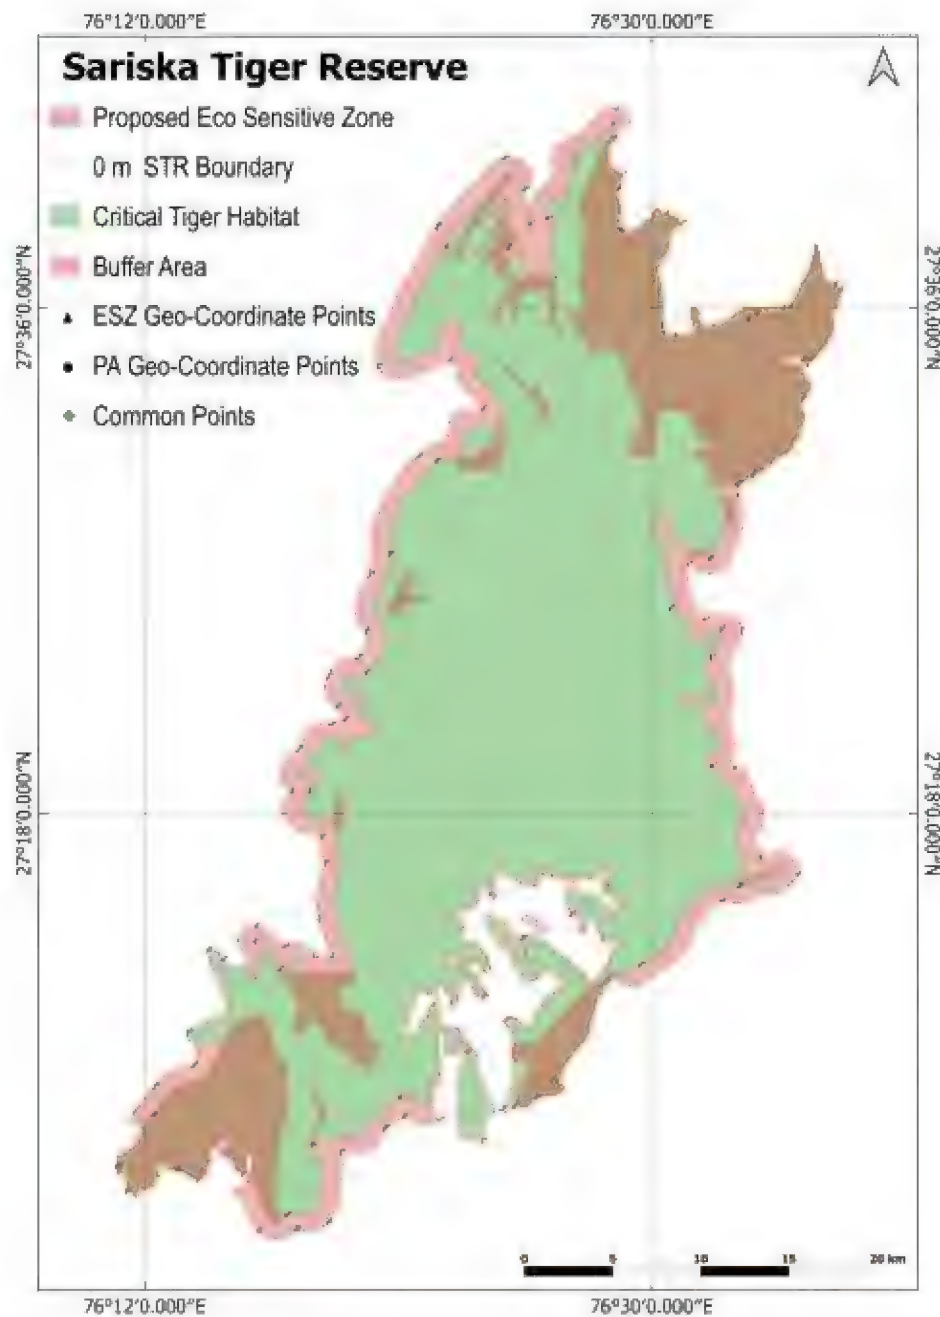 76°12'0.000"E 76°30'0.000"E
Sariska Tiger Reserve
Proposed Eco Sensitive Zone
0 m STR Boundary
Critical Tiger Habitat
Buffer Area
ESZ Geo-Coordinate Points
PA Geo-Coordinate Points
Common Points
27°36'0.000"N
27°36'0.000"N
27°18'0.000"N
27°18'0.000"N
0 5 10 15 20 km
76°12'0.000"E 76°30'0.000"E